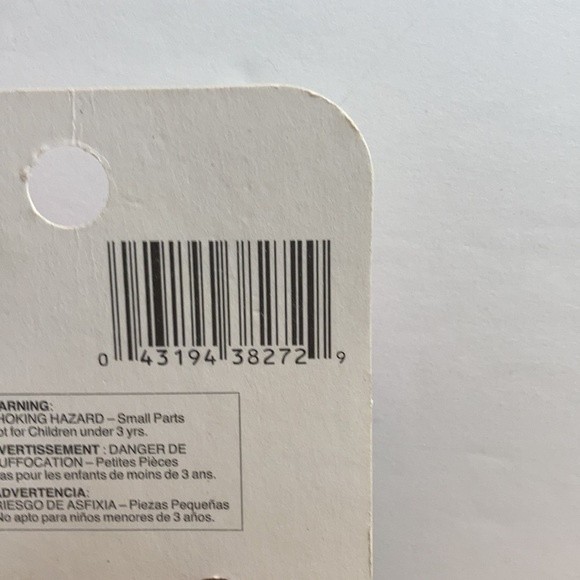 0 43194 38272 9
ARNING:
HOKING HAZARD – Small Parts
ot for Children under 3 yrs.
VERTISSEMENT : DANGER DE
UFFOCATION – Petites Pièces
as pour les enfants de moins de 3 ans.
ADVERTENCIA:
RIESGO DE ASFIXIA – Piezas Pequeñas
No apto para niños menores de 3 años.